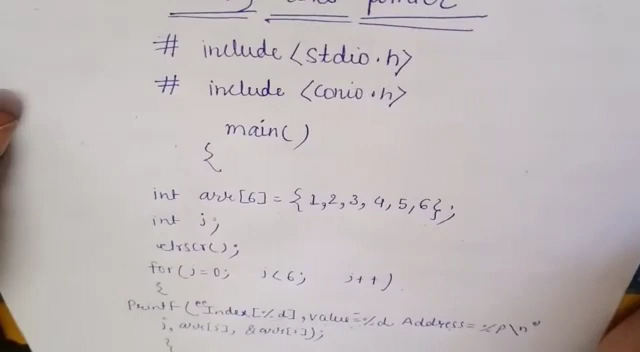 pointer
# include <stdio.h>
# include <conio.h>
main()
{
int arr[6] = {1,2,3, 4,5,6};
int j;
clrscr();
for(j=0; j<6; j++)
{
printf("Index[%d], value=%d Address=%p\n"
j, arr[j], &arr[j]);
}